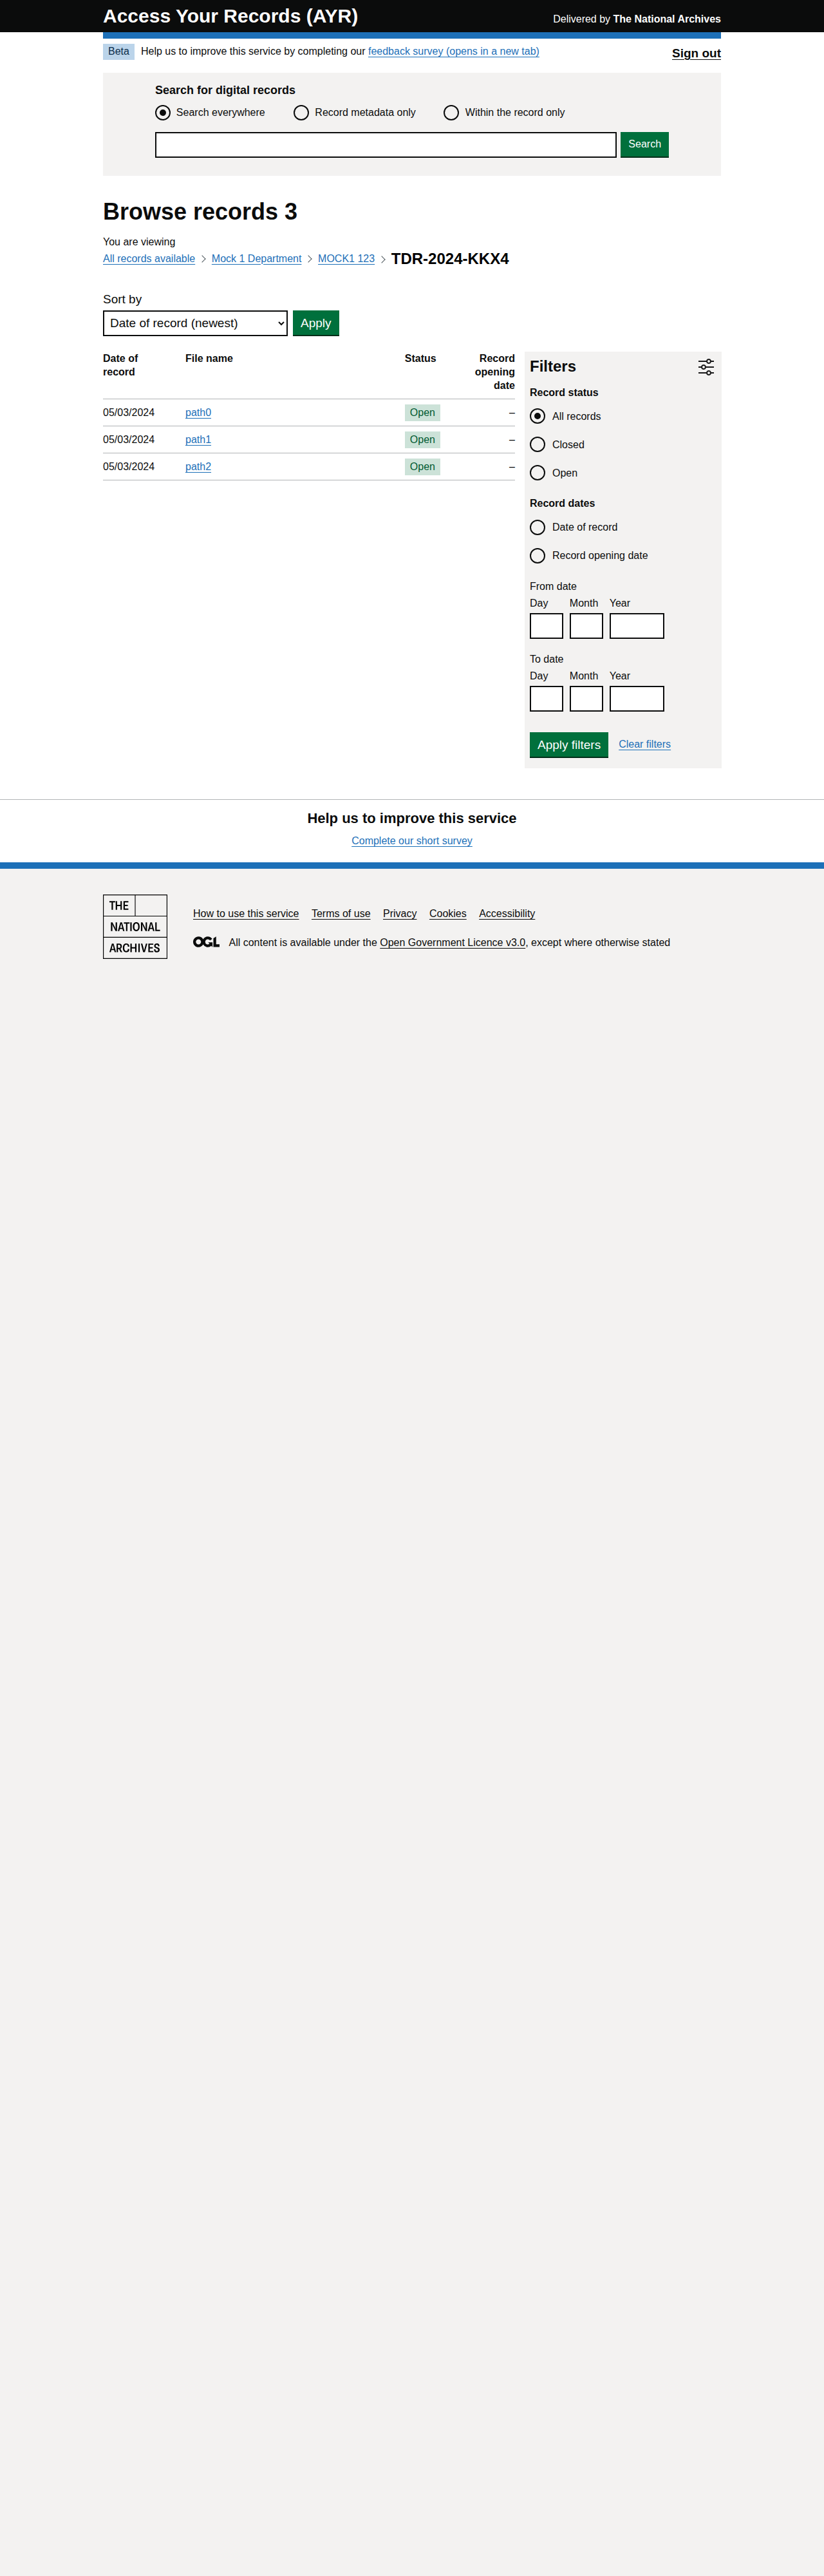 Access Your Records (AYR)
Delivered by The National Archives
Beta
Help us to improve this service by completing our feedback survey (opens in a new tab)
Sign out
Search for digital records
Search everywhere
Record metadata only
Within the record only
Search
Browse records 3
You are viewing
All records available
Mock 1 Department
MOCK1 123
TDR-2024-KKX4
Sort by
Date of record (newest)
Apply
Date of record
File name
Status
Record opening date
05/03/2024 path0 Open –
05/03/2024 path1 Open –
05/03/2024 path2 Open –
Filters
Record status
All records
Closed
Open
Record dates
Date of record
Record opening date
From date
Day Month Year
To date
Day Month Year
Apply filters
Clear filters
Help us to improve this service
Complete our short survey
THE
NATIONAL
ARCHIVES
How to use this service Terms of use Privacy Cookies Accessibility
OGL
All content is available under the Open Government Licence v3.0, except where otherwise stated